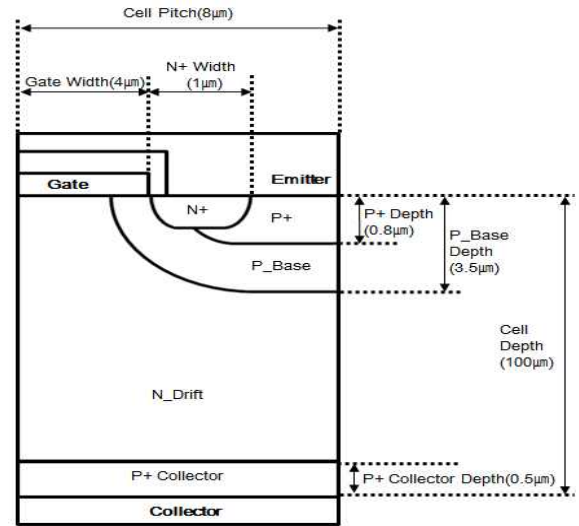 Cell Pitch(8㎛)
N+ Width
(1㎛)
Gate Width(4㎛)
Gate
Emitter
N+
P+
P_Base
P+ Depth
(0.8㎛)
P_Base
Depth
(3.5㎛)
Cell
Depth
(100㎛)
N_Drift
P+ Collector
P+ Collector Depth(0.5㎛)
Collector